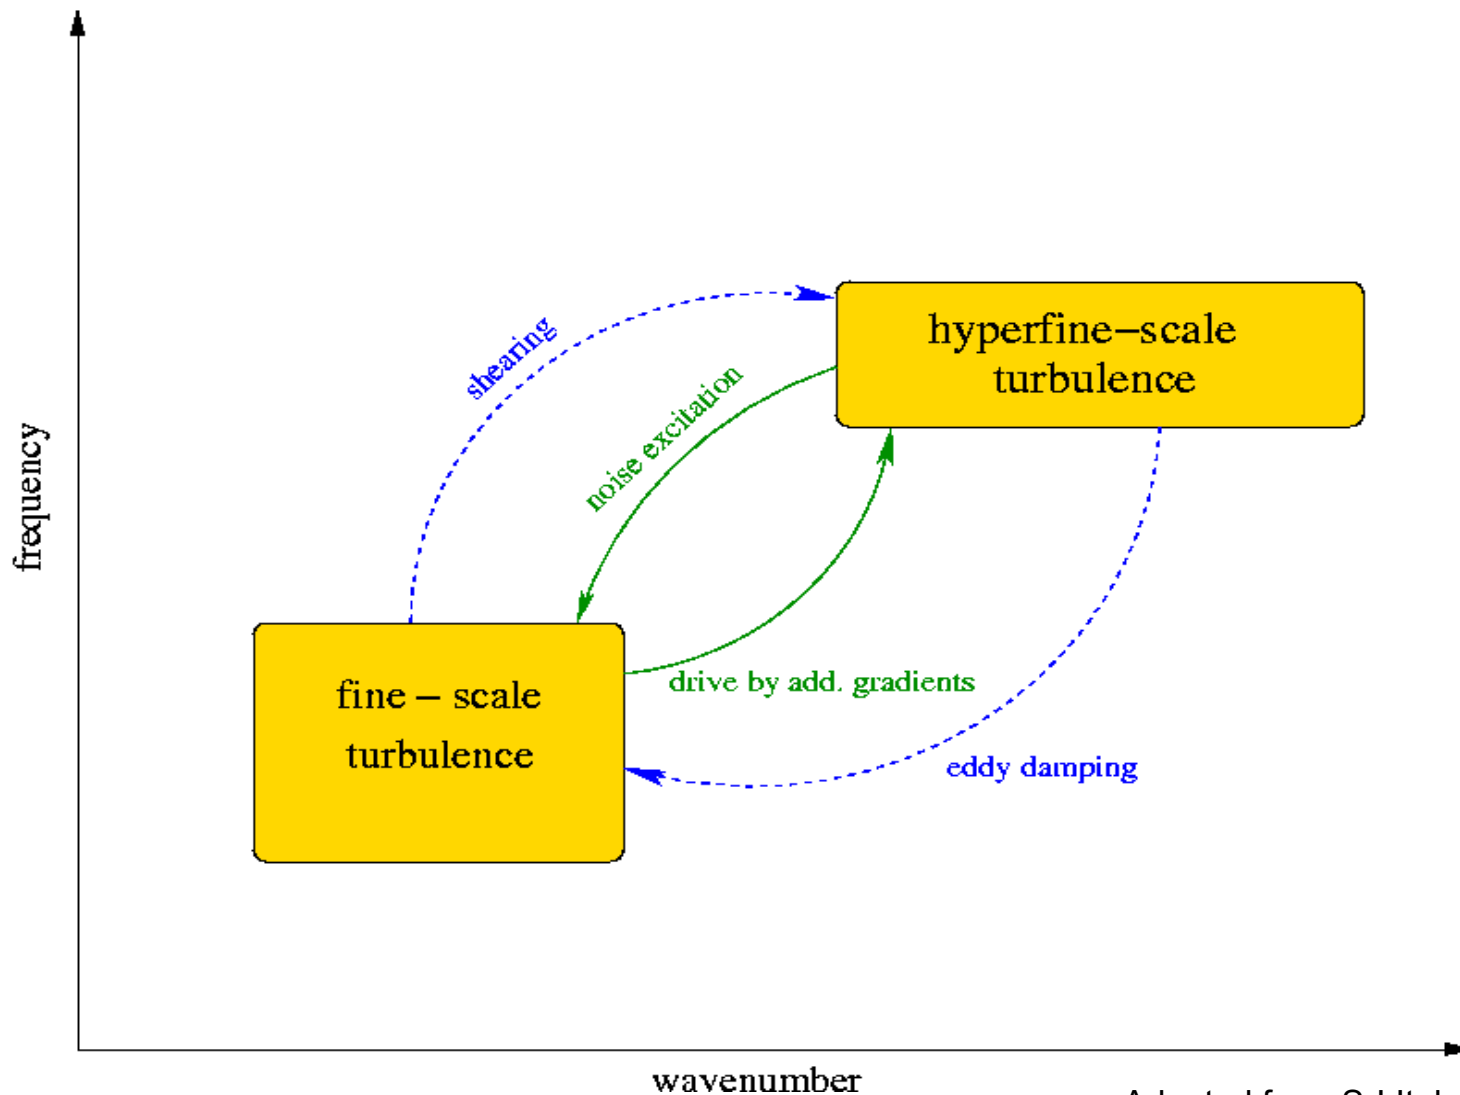 hyperfine–scale
turbulence
shearing
noise excitation
frequency
fine – scale
turbulence
drive by add. gradients
eddy damping
wavenumber